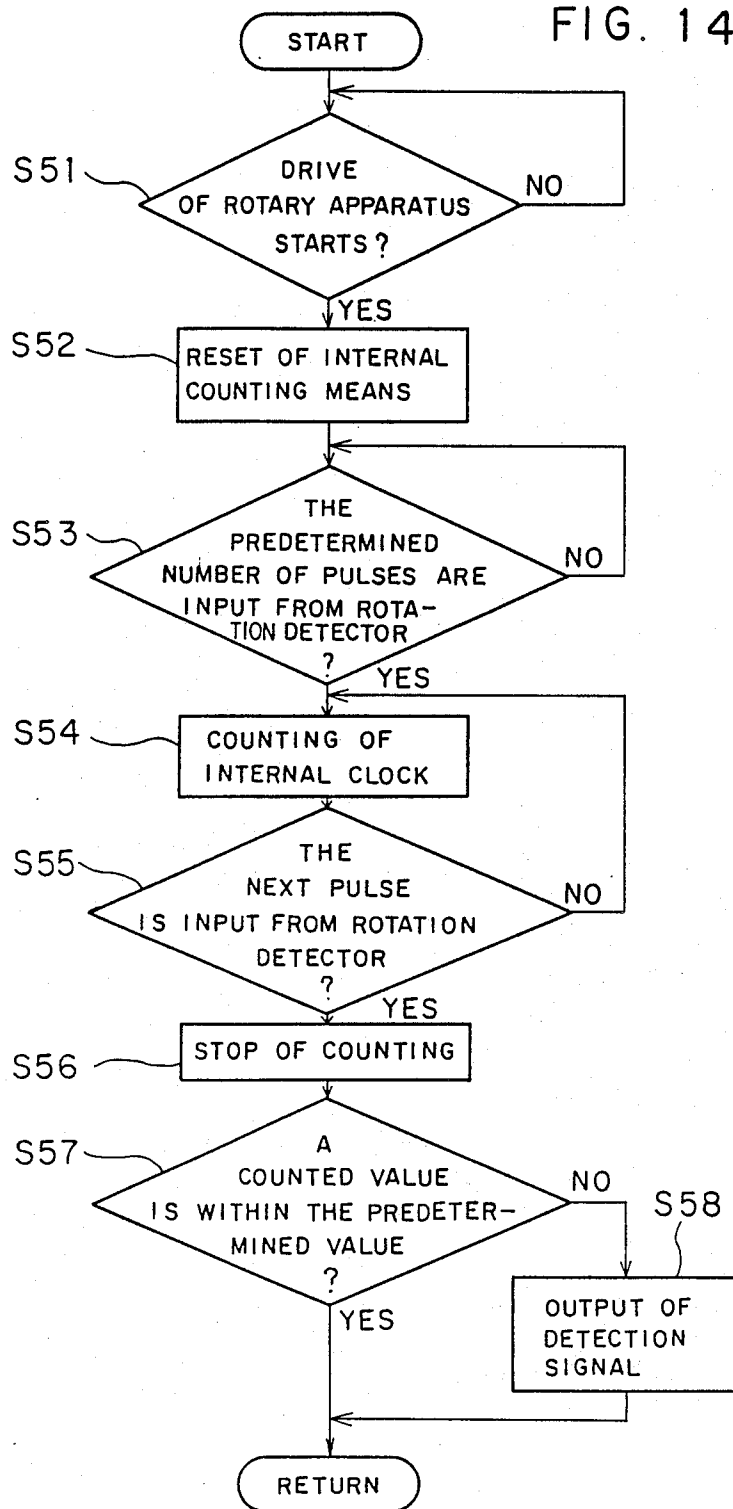 FIG. 14
START
S51
DRIVE
OF ROTARY APPARATUS
STARTS?
NO
YES
S52
RESET OF INTERNAL
COUNTING MEANS
S53
THE
PREDETERMINED
NUMBER OF PULSES ARE
INPUT FROM ROTA-
TION DETECTOR
?
NO
YES
S54
COUNTING OF
INTERNAL CLOCK
S55
THE
NEXT PULSE
IS INPUT FROM ROTATION
DETECTOR
?
NO
YES
S56
STOP OF COUNTING
S57
A
COUNTED VALUE
IS WITHIN THE PREDETER-
MINED VALUE
?
NO
YES
S58
OUTPUT OF
DETECTION
SIGNAL
RETURN